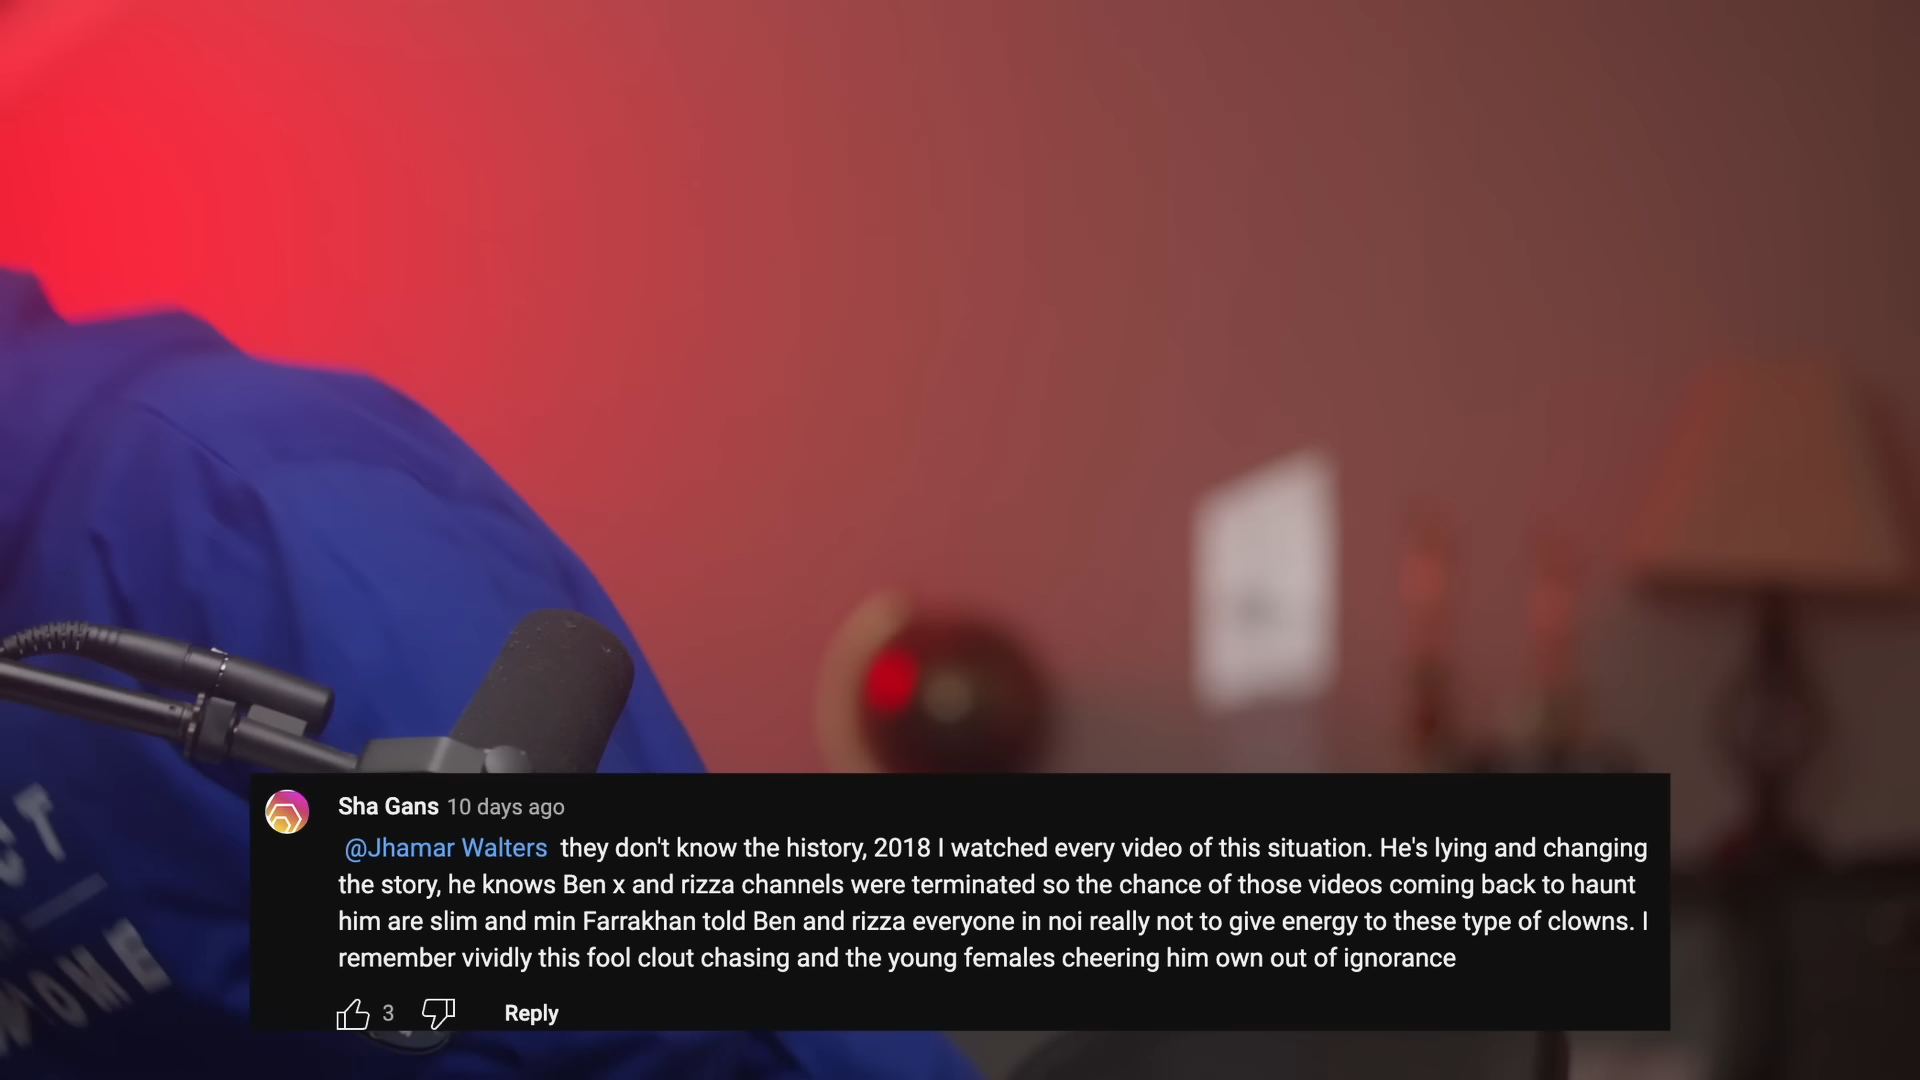 Sha Gans 10 days ago
@Jhamar Walters they don't know the history, 2018 I watched every video of this situation. He's lying and changing
the story, he knows Ben x and rizza channels were terminated so the chance of those videos coming back to haunt
him are slim and min Farrakhan told Ben and rizza everyone in noi really not to give energy to these type of clowns. I
remember vividly this fool clout chasing and the young females cheering him own out of ignorance
3 Reply